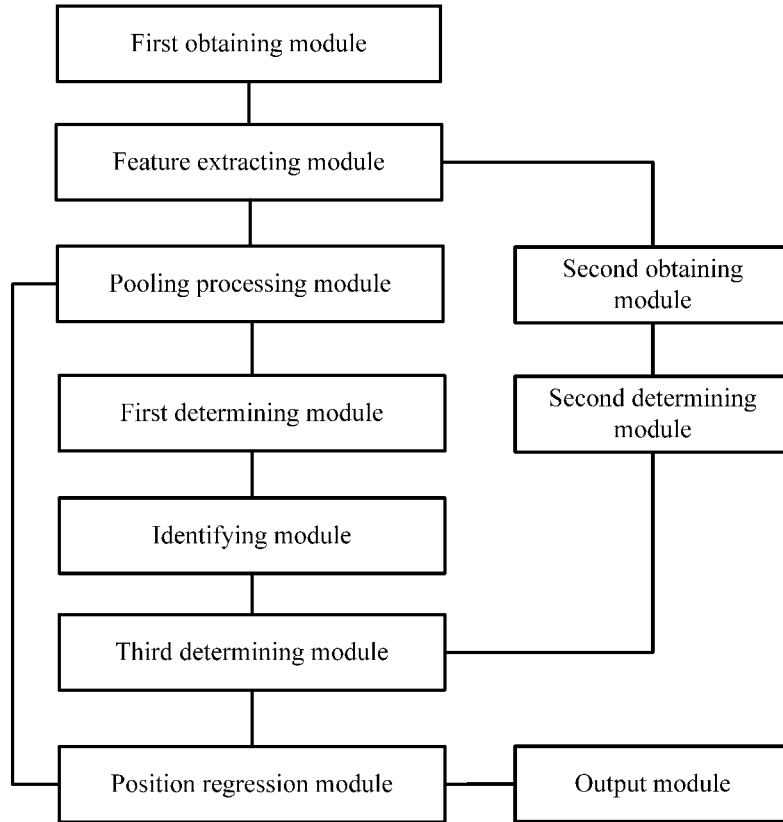 First obtaining module
Feature extracting module
Pooling processing module
Second obtaining
module
First determining module
Second determining
module
Identifying module
Third determining module
Position regression module
Output module